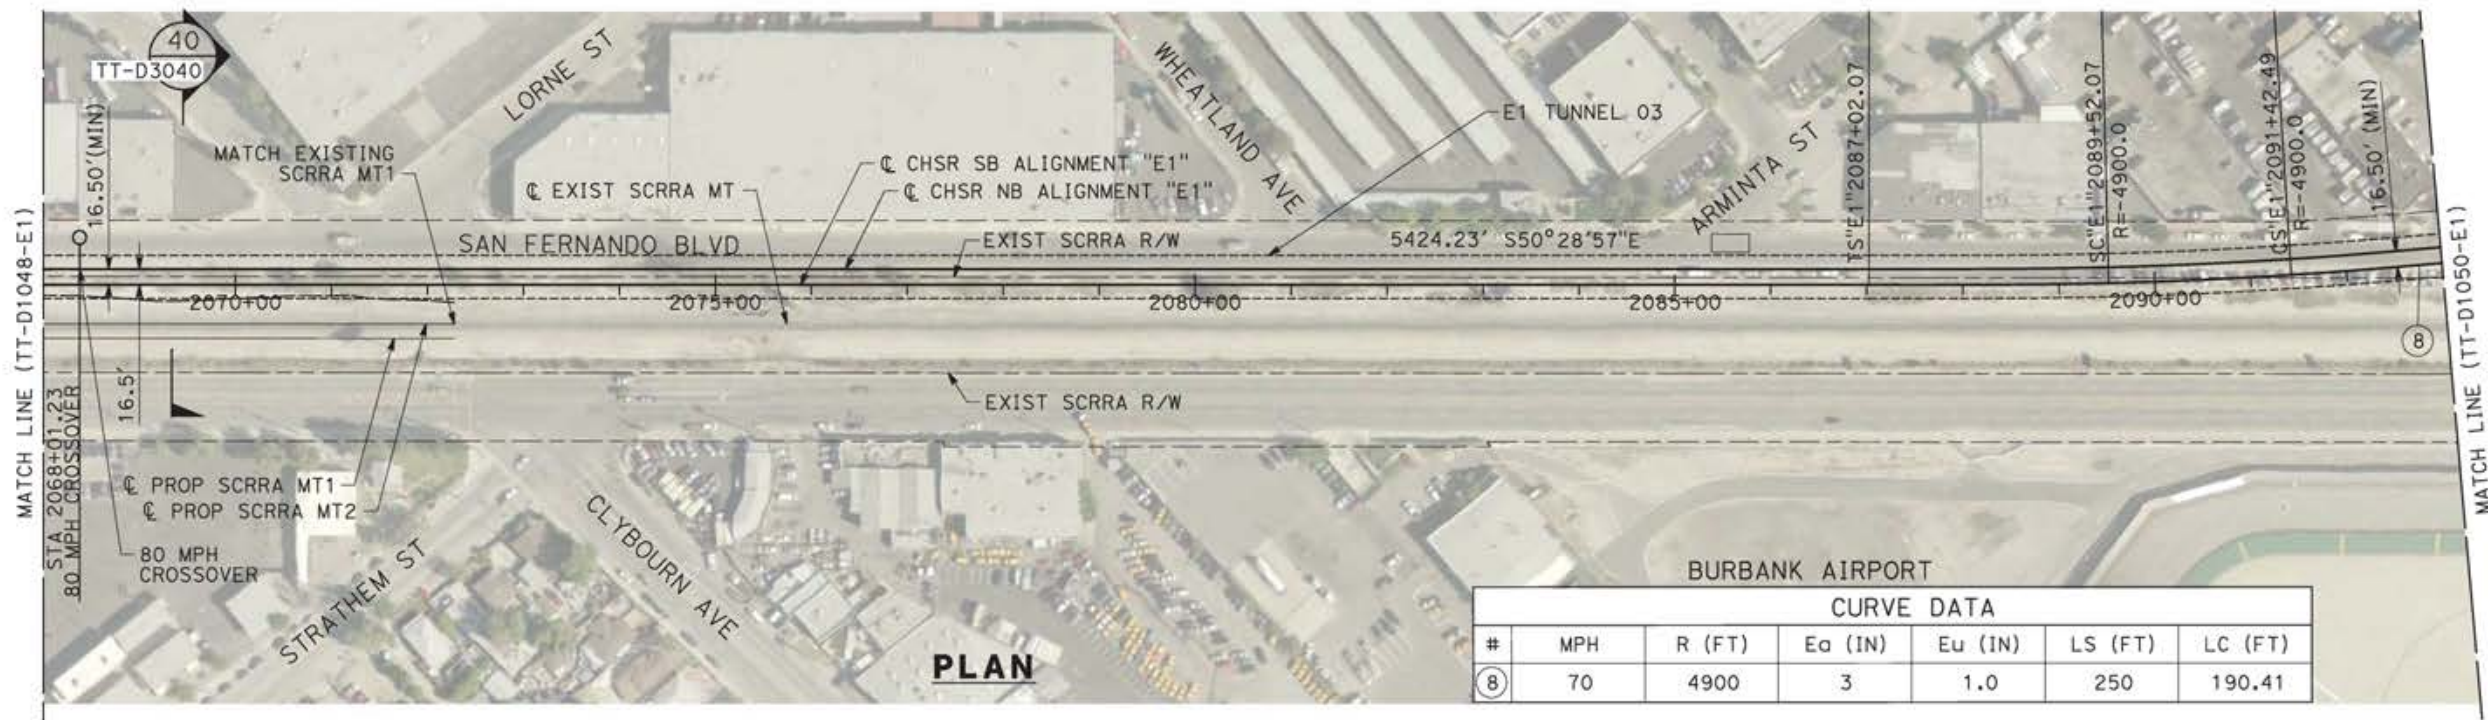 40
TT-D3040
LORNE ST
WHEATLAND AVE
ARMINTA ST
E1 TUNNEL 03
TS"E1"2087+02.07
SC"E1"2089+52.07
R=-4900.0
CS"E1"2091+42.49
R=-4900.0
16.50' (MIN)
16.50'(MIN)
MATCH EXISTING
SCRRA MT1
℄ EXIST SCRRA MT
℄ CHSR SB ALIGNMENT "E1"
℄ CHSR NB ALIGNMENT "E1"
SAN FERNANDO BLVD
EXIST SCRRA R/W
5424.23' S50°28'57"E
2070+00
2075+00
2080+00
2085+00
2090+00
MATCH LINE (TT-D1048-E1)
MATCH LINE (TT-D1050-E1)
8
16.5'
EXIST SCRRA R/W
STA 2068+01.23
80 MPH CROSSOVER
℄ PROP SCRRA MT1
℄ PROP SCRRA MT2
80 MPH
CROSSOVER
STRATHEM ST
CLYBOURN AVE
BURBANK AIRPORT
PLAN
CURVE DATA
# MPH R (FT) Ea (IN) Eu (IN) LS (FT) LC (FT)
8 70 4900 3 1.0 250 190.41